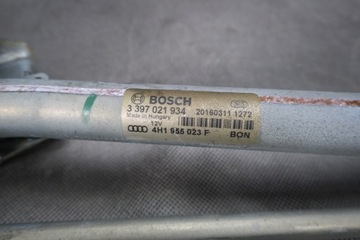 BOSCH
3 397 021 934 20160311 1272
Made in Hungary
12V
4H1 955 023 F BON